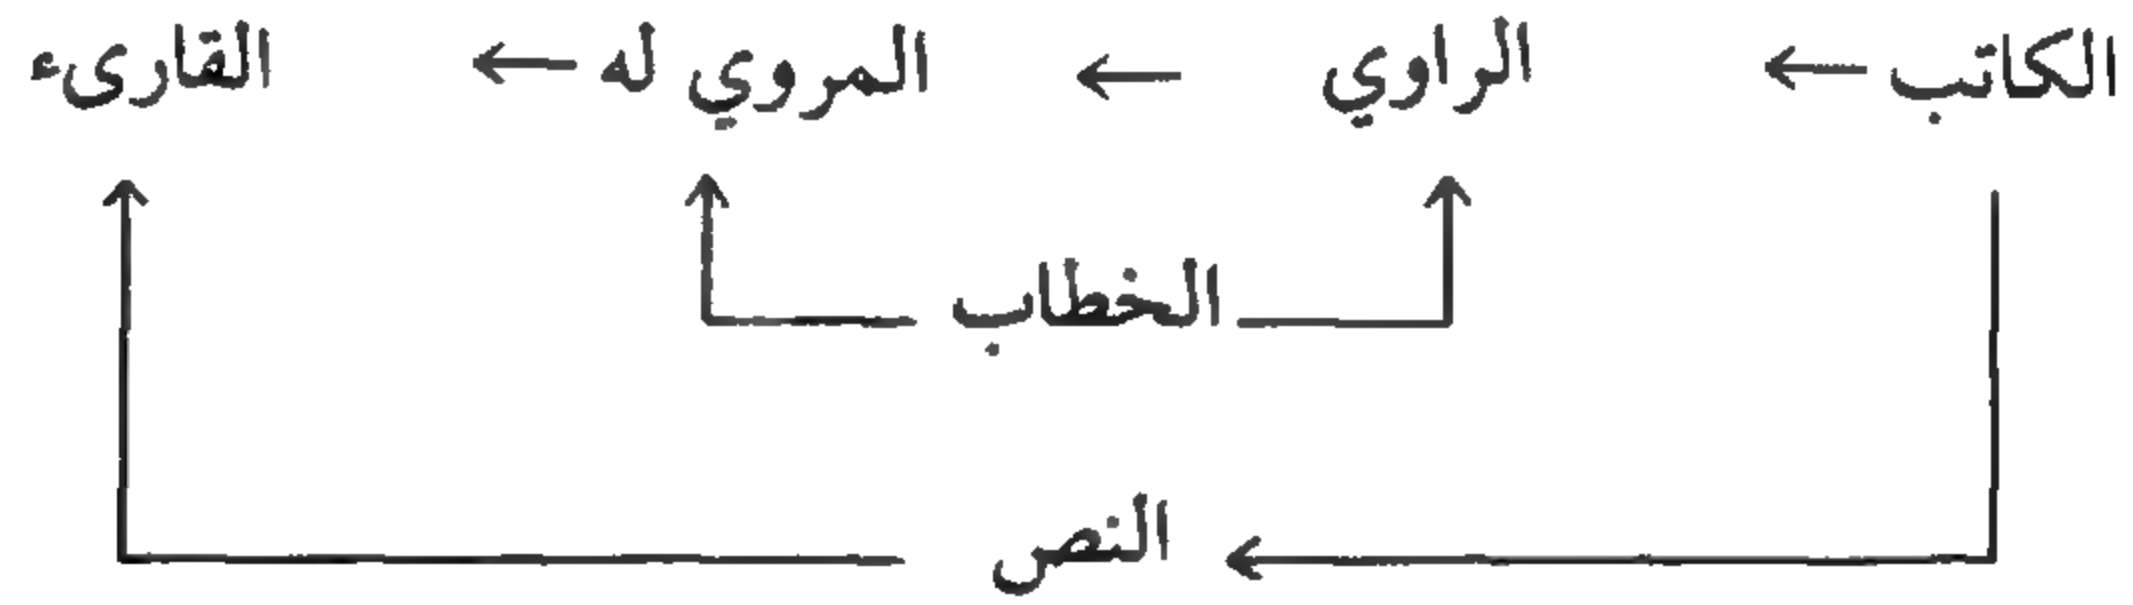 الكاتب ← الراوي ← المروي له ← القارىء
الخطاب
النص